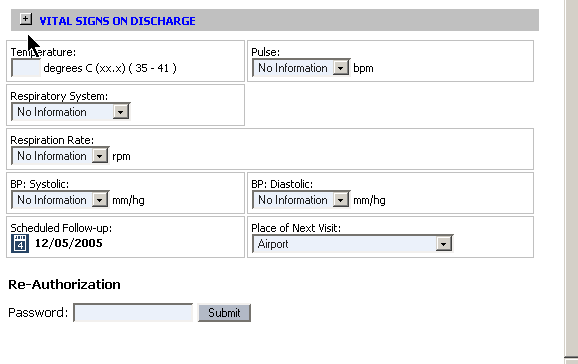 + VITAL SIGNS ON DISCHARGE
Temperature: Pulse:
degrees C (xx.x) ( 35 - 41 ) No Information bpm
Respiratory System:
No Information
Respiration Rate:
No Information rpm
BP: Systolic: BP: Diastolic:
No Information mm/hg No Information mm/hg
Scheduled Follow-up: Place of Next Visit:
4 12/05/2005 Airport
Re-Authorization
Password: Submit